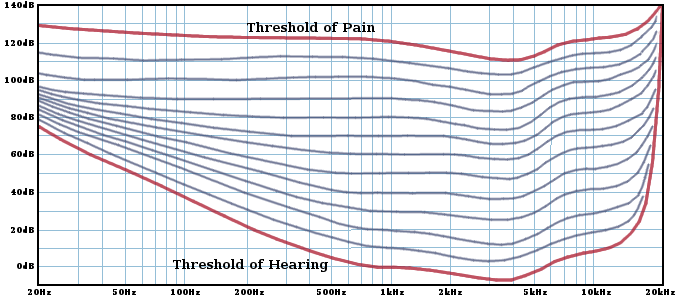 140dB
Threshold of Pain
120dB
100dB
80dB
60dB
40dB
20dB
Threshold of Hearing
0dB
20Hz 50Hz 100Hz 200Hz 500Hz 1kHz 2kHz 5kHz 10kHz 20kHz